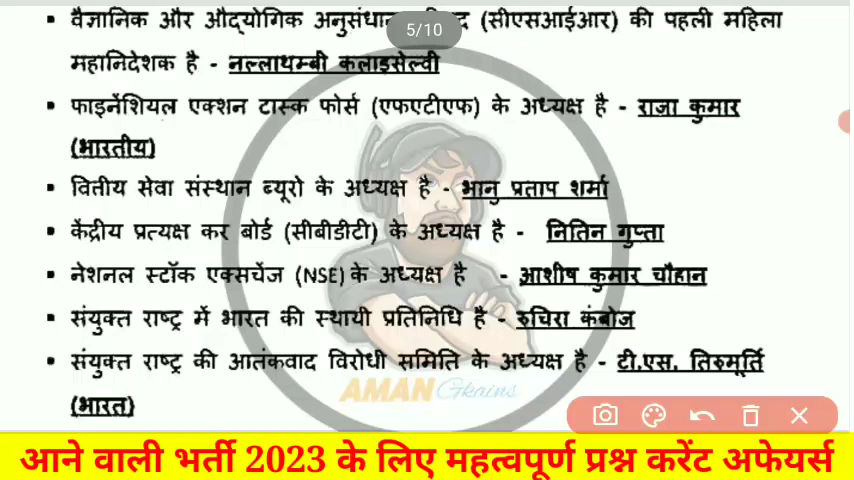 ▪ वैज्ञानिक और औद्योगिक (सीएसआईआर) की पहली महिला
5/10
महानिदेशक है - नल्लाथम्बी कलाइसेल्वी
▪ फाइनेंशियल एक्शन टास्क फोर्स (एफएटीएफ) के अध्यक्ष है - राजा कुमार
(भारतीय)
▪ वितीय सेवा संस्थान ब्यूरो के अध्यक्ष है - भानु प्रताप शर्मा
▪ केंद्रीय प्रत्यक्ष कर बोर्ड (सीबीडीटी) के अध्यक्ष है - नितिन गुप्ता
▪ नेशनल स्टॉक एक्सचेंज (NSE) के अध्यक्ष है - आशीष कुमार चौहान
▪ संयुक्त राष्ट्र में भारत की स्थायी प्रतिनिधि है - रुचिरा कंबोज
▪ संयुक्त राष्ट्र की आतंकवाद विरोधी समिति के अध्यक्ष है - टी.एस. तिरुमूर्ति
(भारत)
AMAN Gkains
आने वाली भर्ती 2023 के लिए महत्वपूर्ण प्रश्न करेंट अफेयर्स